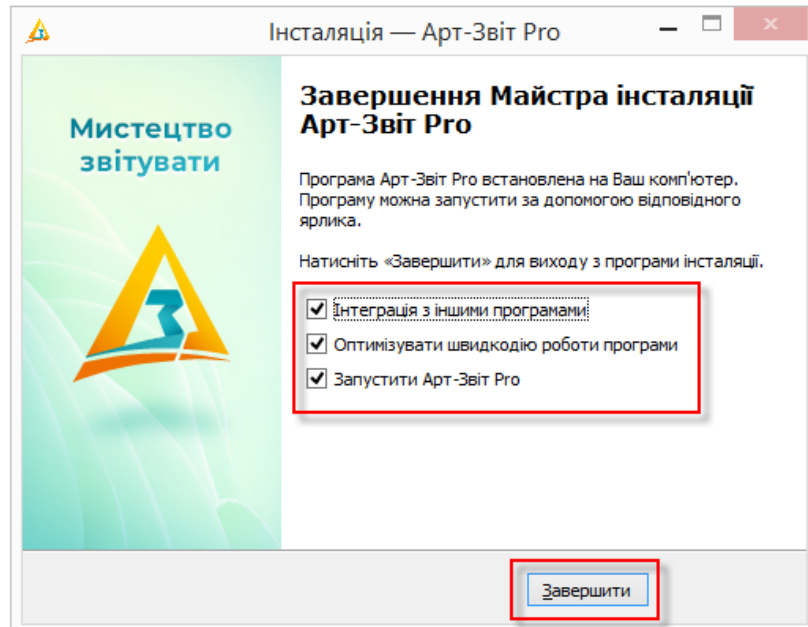 Інсталяція — Арт-Звіт Pro
Мистецтво
звітувати
З
Завершення Майстра інсталяції
Арт-Звіт Pro
Програма Арт-Звіт Pro встановлена на Ваш комп'ютер.
Програму можна запустити за допомогою відповідного
ярлика.
Натисніть «Завершити» для виходу з програми інсталяції.
Інтеграція з іншими програмами
Оптимізувати швидкодію роботи програми
Запустити Арт-Звіт Pro
Завершити